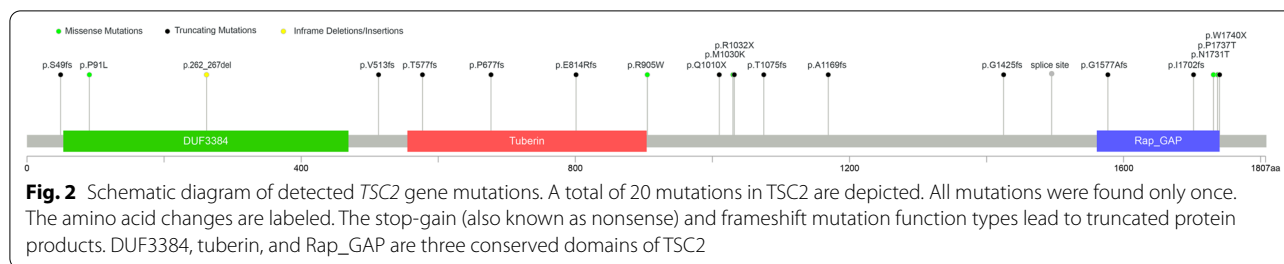 Missense Mutations Truncating Mutations Inframe Deletions/Insertions
p.W1740X
p.R1032X p.P1737T
p.M1030K p.N1731T
p.S49fs p.P91L p.262_267del p.V513fs p.T577fs p.P677fs p.E814Rfs p.R905W p.Q1010X p.T1075fs p.A1169fs p.G1425fs splice site p.G1577Afs p.I1702fs
DUF3384 Tuberin Rap_GAP
0 400 800 1200 1600 1807aa
Fig. 2 Schematic diagram of detected TSC2 gene mutations. A total of 20 mutations in TSC2 are depicted. All mutations were found only once.
The amino acid changes are labeled. The stop-gain (also known as nonsense) and frameshift mutation function types lead to truncated protein
products. DUF3384, tuberin, and Rap_GAP are three conserved domains of TSC2